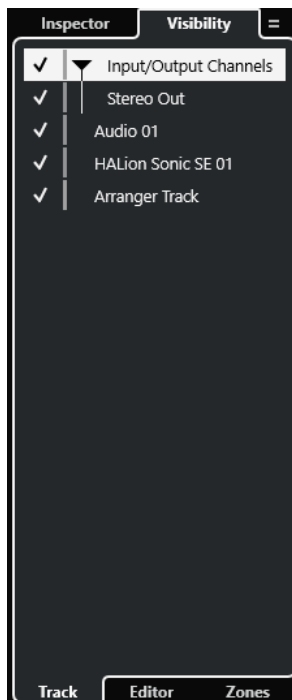 Inspector Visibility
Input/Output Channels
Stereo Out
Audio 01
HALion Sonic SE 01
Arranger Track
Track Editor Zones